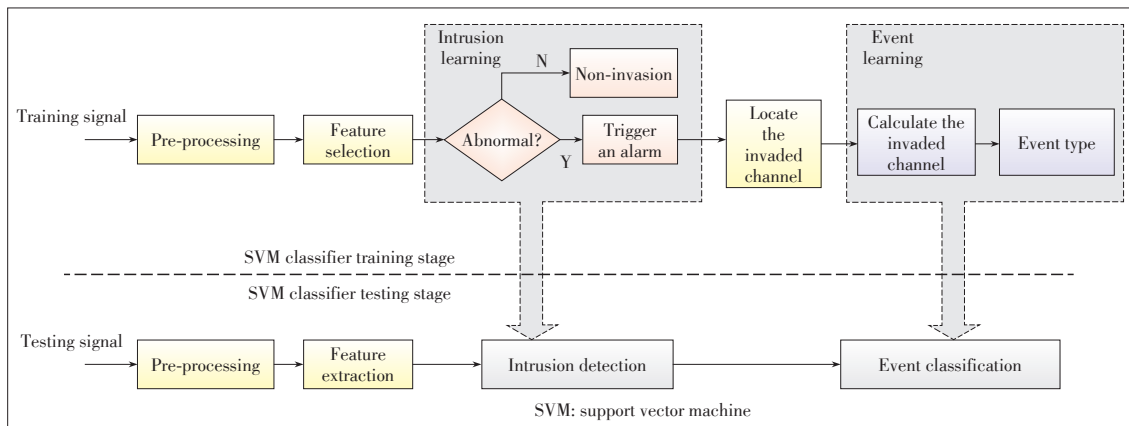 Intrusion
learning
Event
learning
N
Non-invasion
Training signal
Pre-processing
Feature
selection
Abnormal?
Y
Trigger
an alarm
Locate
the
invaded
channel
Calculate the
invaded
channel
Event type
SVM classifier training stage
SVM classifier testing stage
Testing signal
Pre-processing
Feature
extraction
Intrusion detection
Event classification
SVM: support vector machine